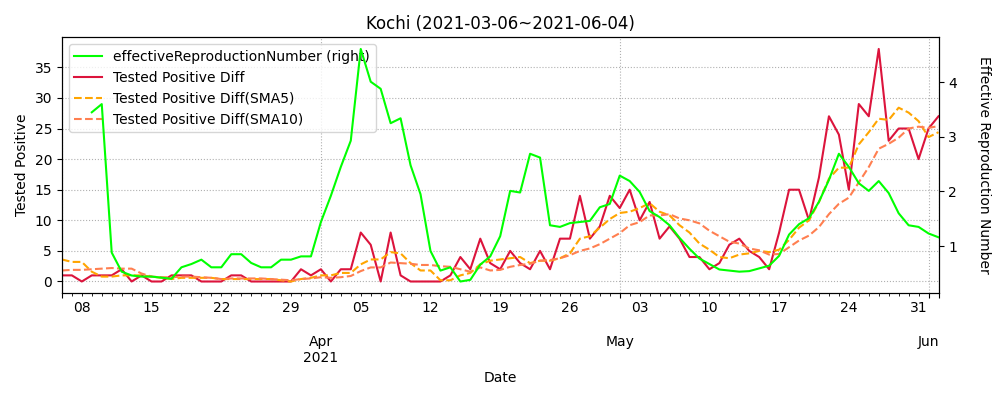 Kochi (2021-03-06~2021-06-04)
effectiveReproductionNumber (right)
Tested Positive Diff
Tested Positive Diff(SMA5)
Tested Positive Diff(SMA10)
Tested Positive
35
30
25
20
15
10
5
0
4
3
2
1
Effective Reproduction Number
08 15 22 29 05 12 19 26 03 10 17 24 31
Apr May Jun
2021
Date